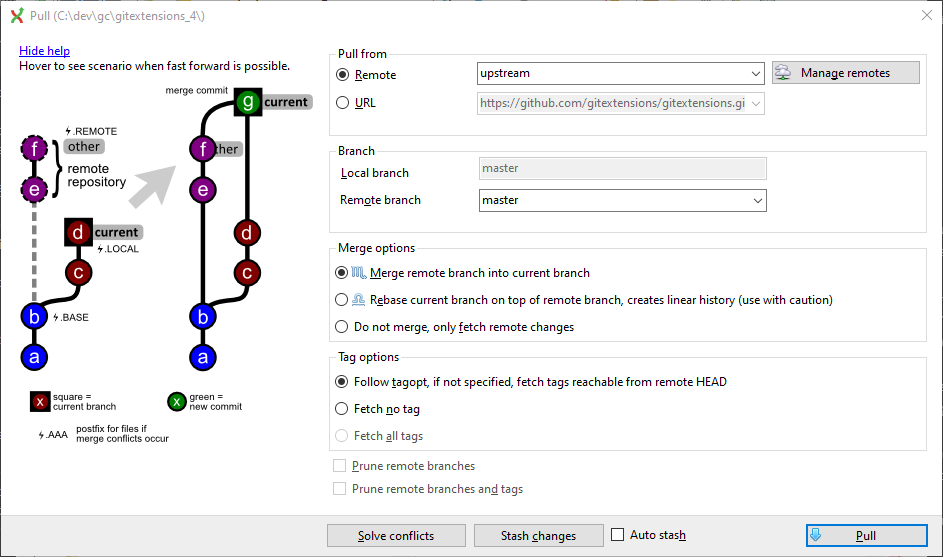 Pull (C:\dev\gc\gitextensions_4\)
Hide help
Hover to see scenario when fast forward is possible.
merge commit
g current
.REMOTE
f other
remote
repository
e
f ther
e
d current
.LOCAL
c
d
c
b .BASE
a
b
a
x square =
current branch
x green =
new commit
.AAA postfix for files if
merge conflicts occur
Pull from
Remote upstream Manage remotes
URL https://github.com/gitextensions/gitextensions.gi
Branch
Local branch master
Remote branch master
Merge options
Merge remote branch into current branch
Rebase current branch on top of remote branch, creates linear history (use with caution)
Do not merge, only fetch remote changes
Tag options
Follow tagopt, if not specified, fetch tags reachable from remote HEAD
Fetch no tag
Fetch all tags
Prune remote branches
Prune remote branches and tags
Solve conflicts Stash changes Auto stash Pull